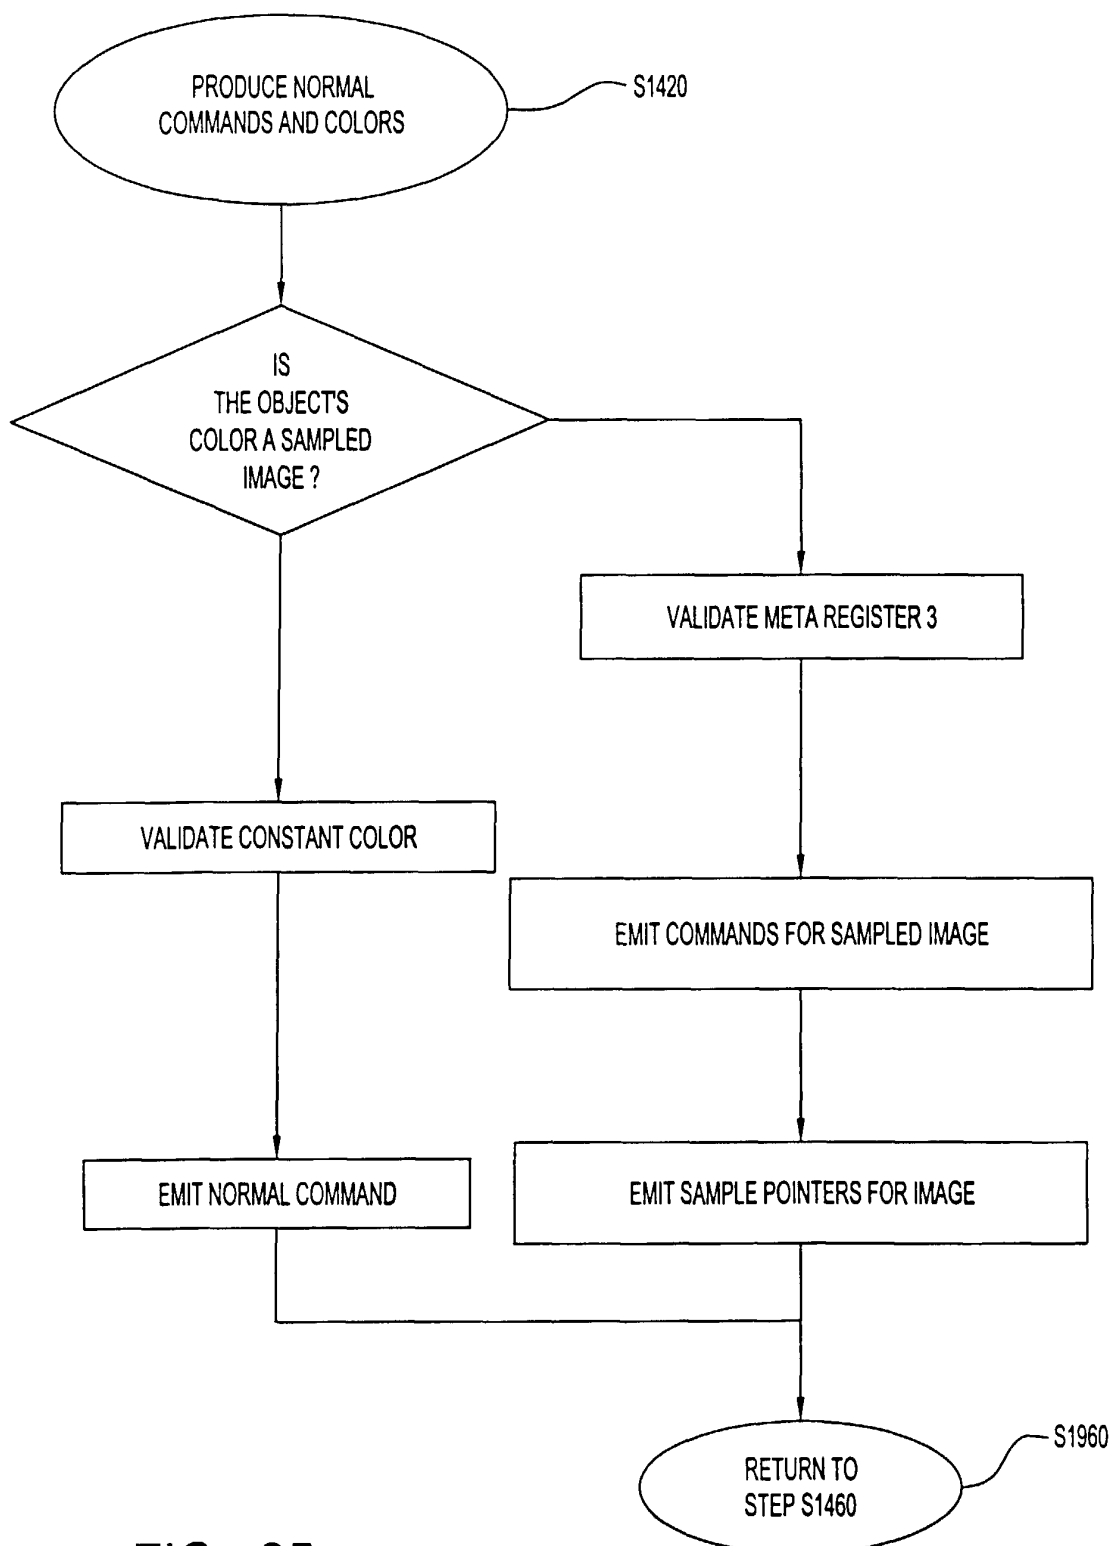 PRODUCE NORMAL
COMMANDS AND COLORS
S1420
IS
THE OBJECT'S
COLOR A SAMPLED
IMAGE ?
VALIDATE META REGISTER 3
VALIDATE CONSTANT COLOR
EMIT COMMANDS FOR SAMPLED IMAGE
EMIT NORMAL COMMAND
EMIT SAMPLE POINTERS FOR IMAGE
S1960
RETURN TO
STEP S1460